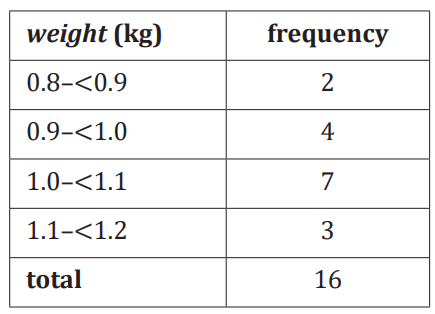 weight (kg) frequency
0.8–<0.9 2
0.9–<1.0 4
1.0–<1.1 7
1.1–<1.2 3
total 16